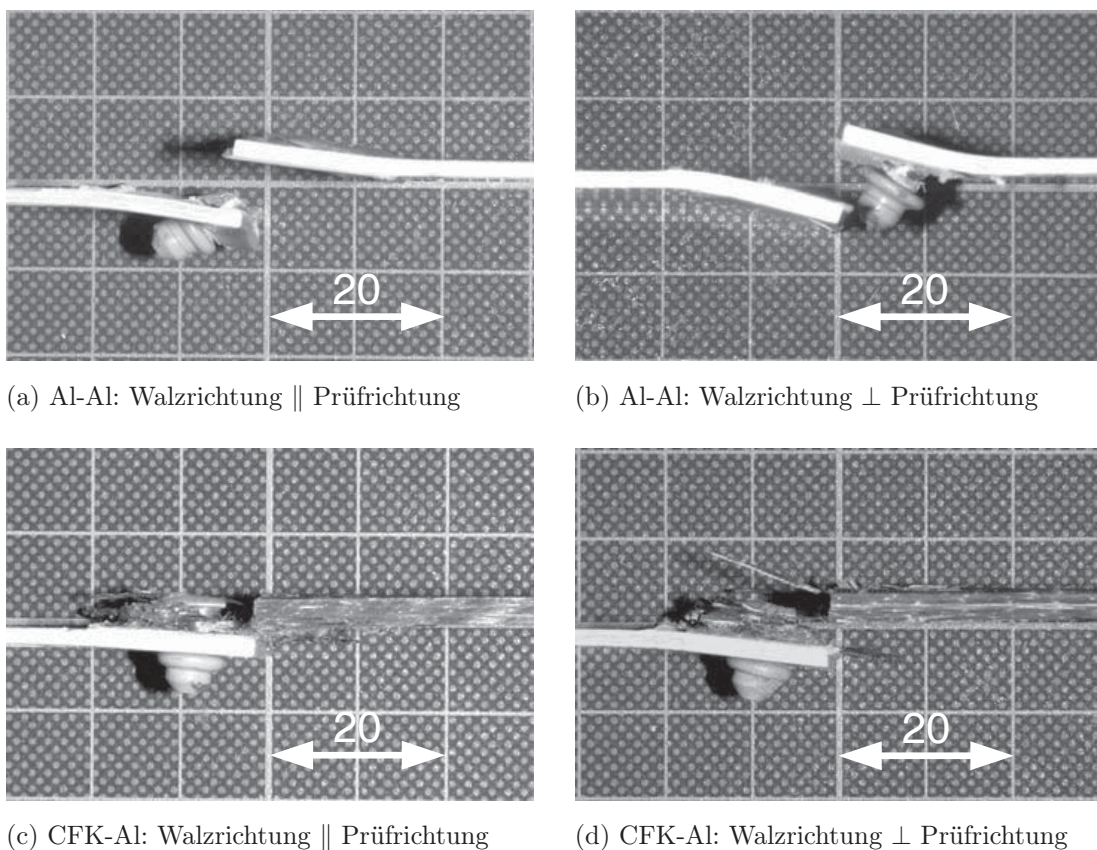 20
20
(a) Al-Al: Walzrichtung ∥ Prüfrichtung
(b) Al-Al: Walzrichtung ⊥ Prüfrichtung
20
20
(c) CFK-Al: Walzrichtung ∥ Prüfrichtung
(d) CFK-Al: Walzrichtung ⊥ Prüfrichtung